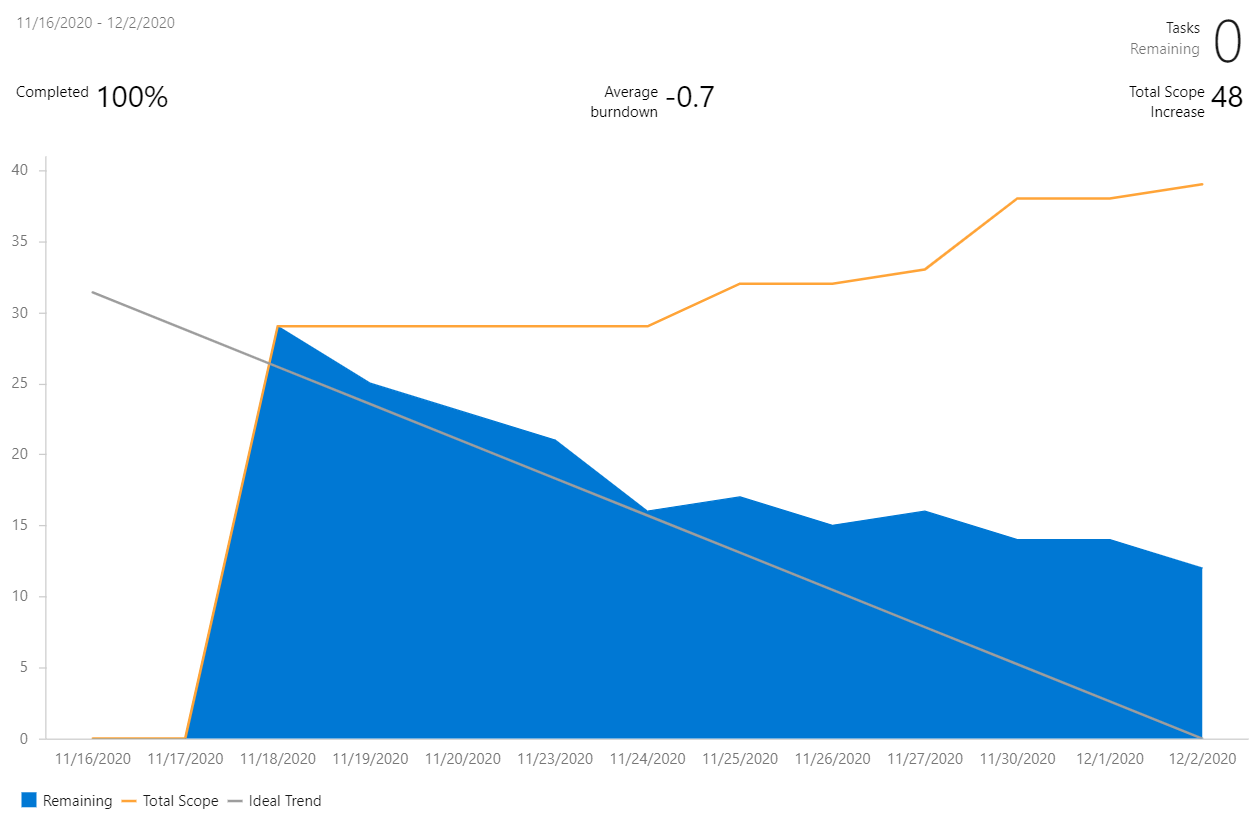 11/16/2020 - 12/2/2020
Tasks
Remaining
0
Completed 100%
Average
burndown
-0.7
Total Scope
Increase
48
40
35
30
25
20
15
10
5
0
11/16/2020 11/17/2020 11/18/2020 11/19/2020 11/20/2020 11/23/2020 11/24/2020 11/25/2020 11/26/2020 11/27/2020 11/30/2020 12/1/2020 12/2/2020
Remaining Total Scope Ideal Trend